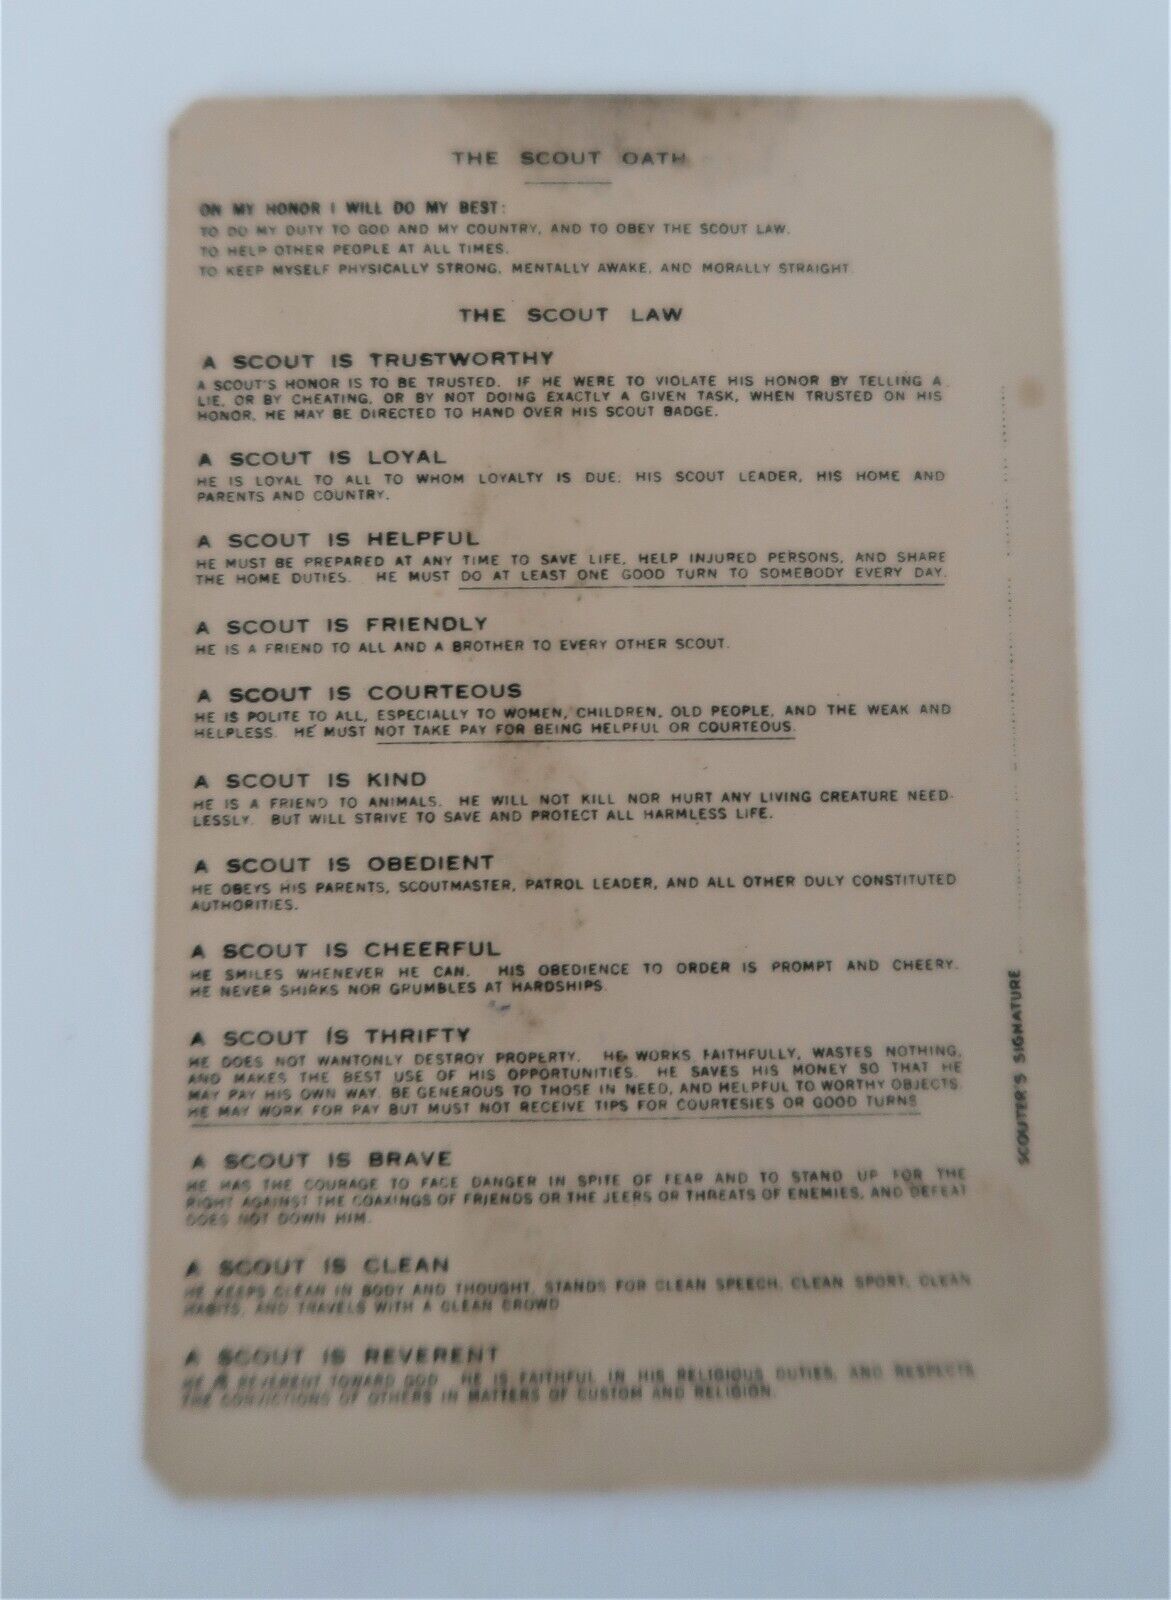 THE SCOUT OATH
ON MY HONOR I WILL DO MY BEST:
TO DO MY DUTY TO GOD AND MY COUNTRY, AND TO OBEY THE SCOUT LAW.
TO HELP OTHER PEOPLE AT ALL TIMES.
TO KEEP MYSELF PHYSICALLY STRONG, MENTALLY AWAKE, AND MORALLY STRAIGHT.
THE SCOUT LAW
A SCOUT IS TRUSTWORTHY
A SCOUT'S HONOR IS TO BE TRUSTED. IF HE WERE TO VIOLATE HIS HONOR BY TELLING A
LIE, OR BY CHEATING, OR BY NOT DOING EXACTLY A GIVEN TASK, WHEN TRUSTED ON HIS
HONOR, HE MAY BE DIRECTED TO HAND OVER HIS SCOUT BADGE.
A SCOUT IS LOYAL
HE IS LOYAL TO ALL TO WHOM LOYALTY IS DUE: HIS SCOUT LEADER, HIS HOME AND
PARENTS AND COUNTRY.
A SCOUT IS HELPFUL
HE MUST BE PREPARED AT ANY TIME TO SAVE LIFE, HELP INJURED PERSONS, AND SHARE
THE HOME DUTIES. HE MUST DO AT LEAST ONE GOOD TURN TO SOMEBODY EVERY DAY.
A SCOUT IS FRIENDLY
HE IS A FRIEND TO ALL AND A BROTHER TO EVERY OTHER SCOUT.
A SCOUT IS COURTEOUS
HE IS POLITE TO ALL, ESPECIALLY TO WOMEN, CHILDREN, OLD PEOPLE, AND THE WEAK AND
HELPLESS. HE MUST NOT TAKE PAY FOR BEING HELPFUL OR COURTEOUS.
A SCOUT IS KIND
HE IS A FRIEND TO ANIMALS. HE WILL NOT KILL NOR HURT ANY LIVING CREATURE NEED-
LESSLY. BUT WILL STRIVE TO SAVE AND PROTECT ALL HARMLESS LIFE.
A SCOUT IS OBEDIENT
HE OBEYS HIS PARENTS, SCOUTMASTER, PATROL LEADER, AND ALL OTHER DULY CONSTITUTED
AUTHORITIES.
A SCOUT IS CHEERFUL
HE SMILES WHENEVER HE CAN. HIS OBEDIENCE TO ORDER IS PROMPT AND CHEERY.
HE NEVER SHIRKS NOR GRUMBLES AT HARDSHIPS.
A SCOUT IS THRIFTY
HE DOES NOT WANTONLY DESTROY PROPERTY. HE WORKS FAITHFULLY, WASTES NOTHING,
AND MAKES THE BEST USE OF HIS OPPORTUNITIES. HE SAVES HIS MONEY SO THAT HE
MAY PAY HIS OWN WAY, BE GENEROUS TO THOSE IN NEED, AND HELPFUL TO WORTHY OBJECTS.
HE MAY WORK FOR PAY BUT MUST NOT RECEIVE TIPS FOR COURTESIES OR GOOD TURNS
A SCOUT IS BRAVE
HE HAS THE COURAGE TO FACE DANGER IN SPITE OF FEAR AND TO STAND UP FOR THE
RIGHT AGAINST THE COAXINGS OF FRIENDS OR THE JEERS OR THREATS OF ENEMIES, AND DEFEAT
DOES NOT DOWN HIM.
A SCOUT IS CLEAN
HE KEEPS CLEAN IN BODY AND THOUGHT, STANDS FOR CLEAN SPEECH, CLEAN SPORT, CLEAN
HABITS, AND TRAVELS WITH A CLEAN CROWD
A SCOUT IS REVERENT
HE IS REVERENT TOWARD GOD. HE IS FAITHFUL IN HIS RELIGIOUS DUTIES, AND RESPECTS
THE CONVICTIONS OF OTHERS IN MATTERS OF CUSTOM AND RELIGION.
SCOUTER'S SIGNATURE